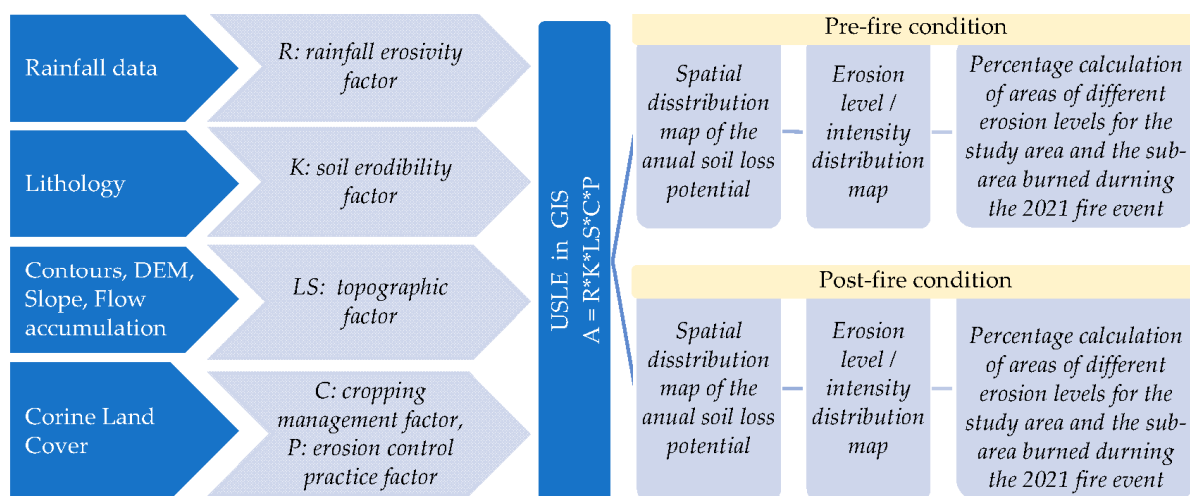 Rainfall data
R: rainfall erosivity
factor
Lithology
K: soil erodibility
factor
Contours, DEM,
Slope, Flow
accumulation
LS:  topographic
factor
Corine Land
Cover
C: cropping
management factor,
P: erosion control
practice factor
USLE in GIS
A = R*K*LS*C*P
Pre-fire condition
Spatial
disstribution
map of the
anual soil loss
potential
Erosion
level /
intensity
distribution
map
Percentage calculation
of areas of different
erosion levels for the
study area and the sub-
area burned durning
the 2021 fire event
Post-fire condition
Spatial
disstribution
map of the
anual soil loss
potential
Erosion
level /
intensity
distribution
map
Percentage calculation
of areas of different
erosion levels for the
study area and the sub-
area burned durning
the 2021 fire event